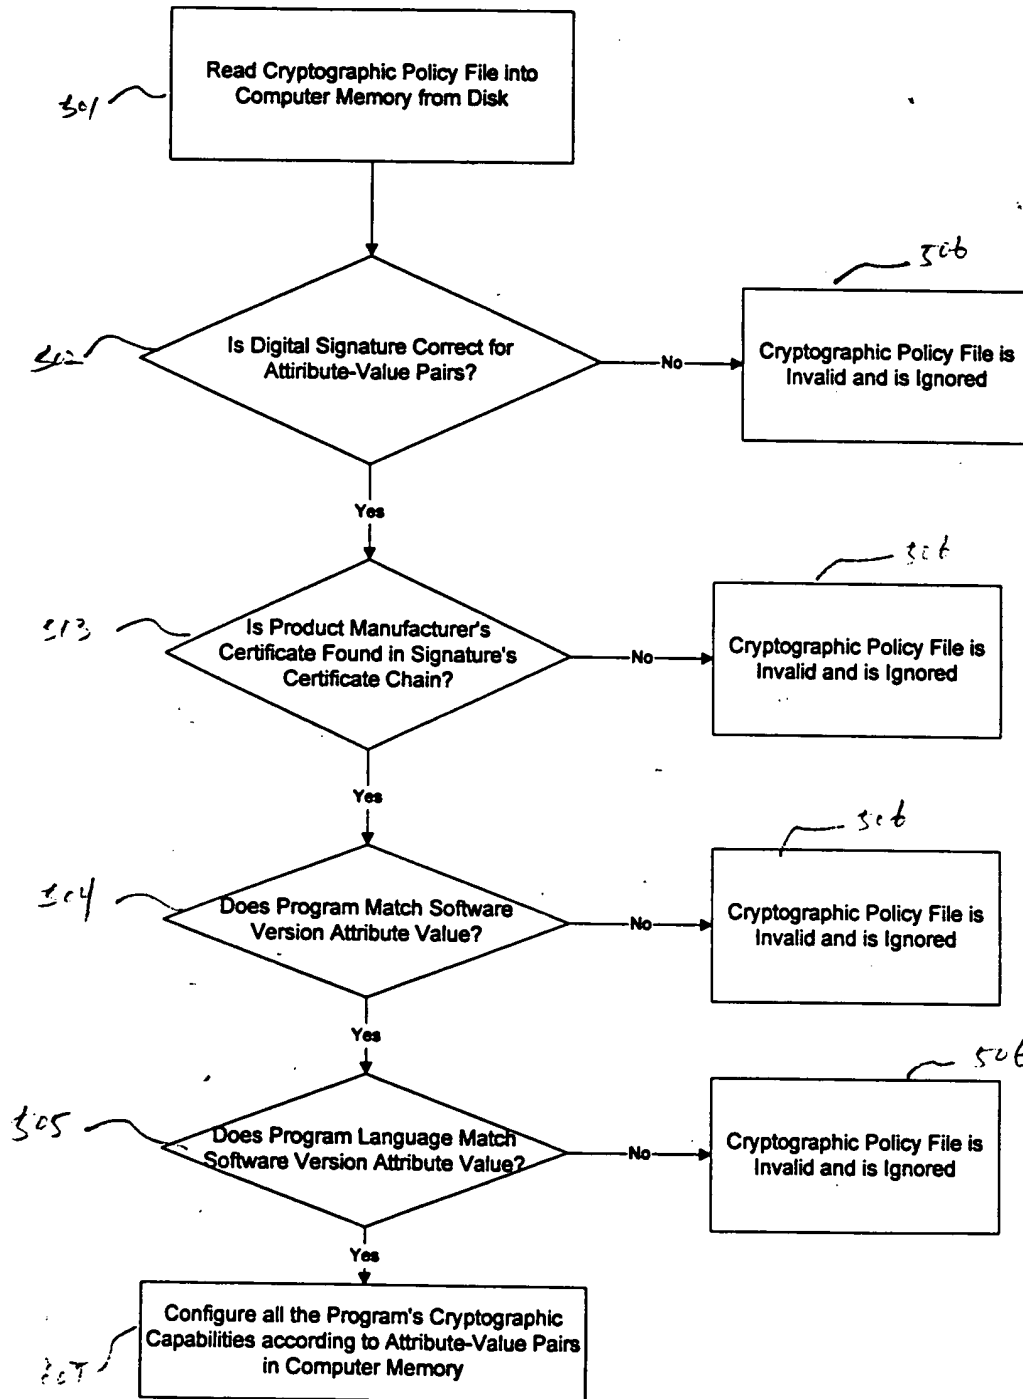 Read Cryptographic Policy File into
Computer Memory from Disk
Is Digital Signature Correct for
Attiribute-Value Pairs?
No
Cryptographic Policy File is
Invalid and is Ignored
Yes
Is Product Manufacturer's
Certificate Found in Signature's
Certificate Chain?
No
Cryptographic Policy File is
Invalid and is Ignored
Yes
304
Does Program Match Software
Version Attribute Value?
No
Cryptographic Policy File is
Invalid and is Ignored
Yes
Does Program Language Match
Software Version Attribute Value?
No
Cryptographic Policy File is
Invalid and is Ignored
Yes
Configure all the Program's Cryptographic
Capabilities according to Attribute-Value Pairs
in Computer Memory